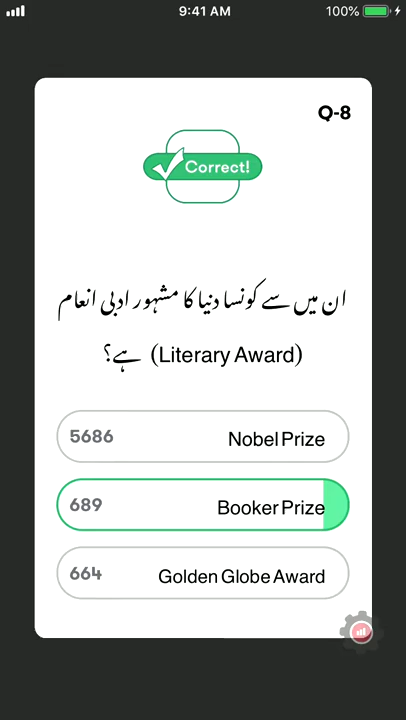 9:41 AM
100%
Q-8
Correct!
ان میں سے کونسا دنیا کا مشہور ادبی انعام
(Literary Award) ہے؟
5686 Nobel Prize
689 Booker Prize
664 Golden Globe Award